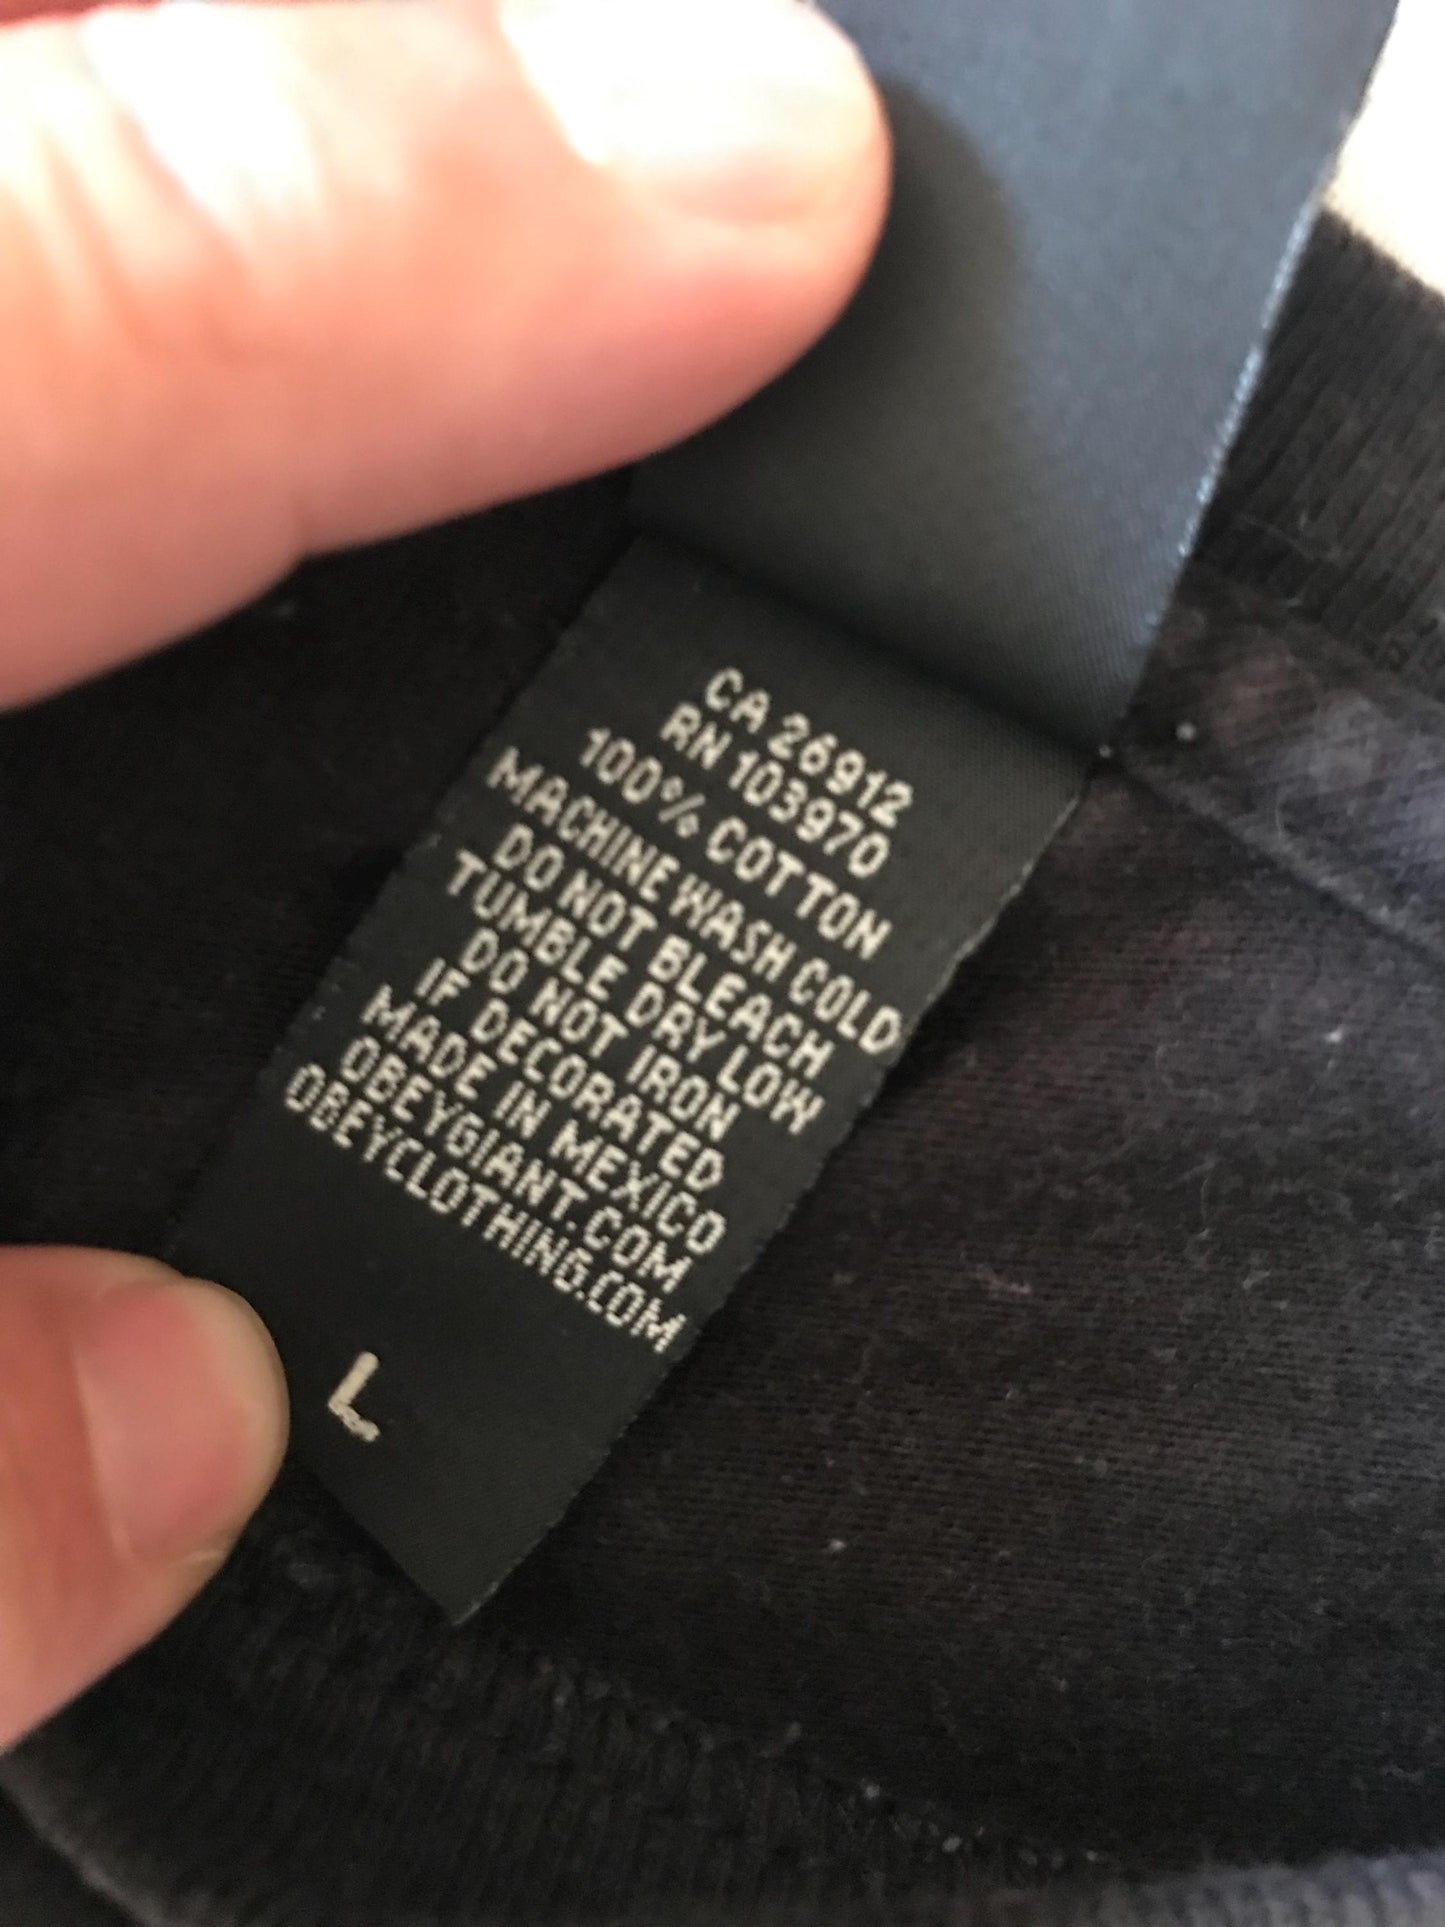 CA 26912
RN 103970
100% COTTON
MACHINE WASH COLD
DO NOT BLEACH
TUMBLE DRY LOW
DO NOT IRON
IF DECORATED
MADE IN MEXICO
OBEYGIANT.COM
OBEYCLOTHING.COM
L